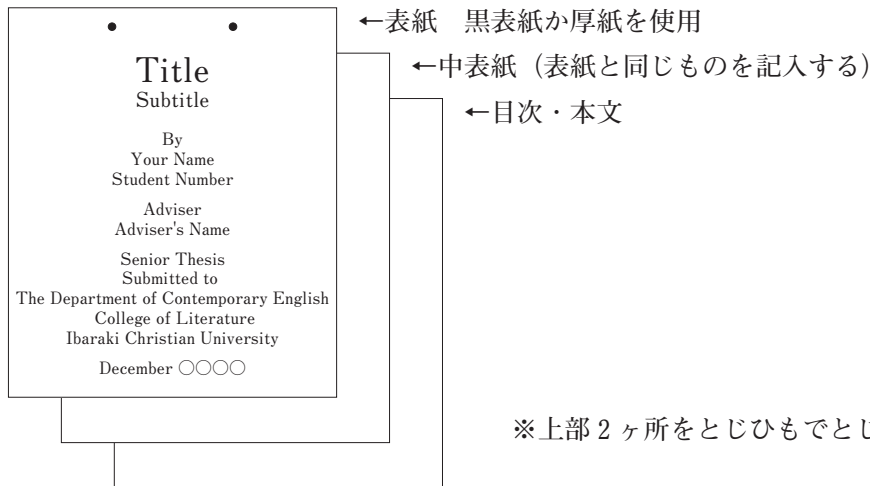 ←表紙　黒表紙か厚紙を使用
←中表紙（表紙と同じものを記入する）
←目次・本文
Title
Subtitle
By
Your Name
Student Number
Adviser
Adviser's Name
Senior Thesis
Submitted to
The Department of Contemporary English
College of Literature
Ibaraki Christian University
December 〇〇〇〇
※上部２ヶ所をとじひもでとじ